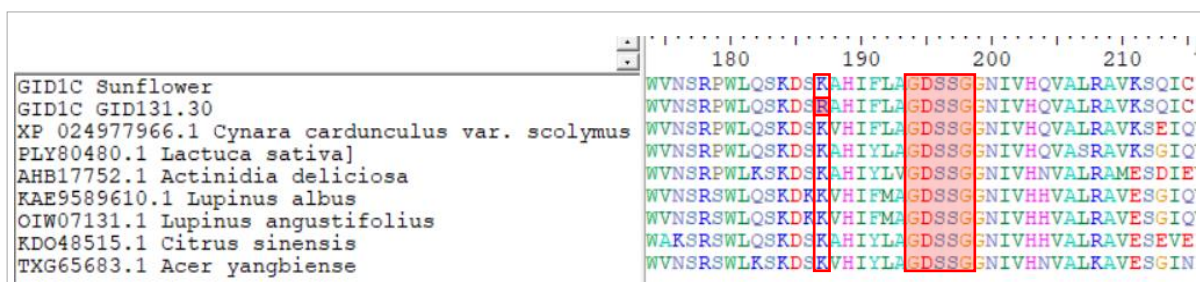 180 190 200 210
GID1C Sunflower WVNSRPWLQSKDSKAHIFLAGDSSGGNIVHQVALRAVKSQIC
GID1C GID131.30 WVNSRPWLQSKDSRAHIFLAGDSSGGNIVHQVALRAVKSQIC
XP 024977966.1 Cynara cardunculus var. scolymus WVNSRPWLQSKDSKVHIFLAGDSSGGNIVHQVALRAVKSEIQ
PLY80480.1 Lactuca sativa] WVNSRPWLQSKDSKAHIYLAGDSSGGNIVHQVASRAVKSGIQ
AHB17752.1 Actinidia deliciosa WVNSRPWLKSKDSKAHIYLVGDSSGGNIVHNVALRAMESDIE
KAE9589610.1 Lupinus albus WVNSRSWLQSKDKKVHIFMAGDSSGGNIVHHVALRAVESGIQ
OIW07131.1 Lupinus angustifolius WVNSRSWLQSKDKKVHIFMAGDSSGGNIVHHVALRAVESGIQ
KDO48515.1 Citrus sinensis WAKSRSWLQSKDSKAHIYLAGDSSGGNIVHHVALRAVESEVE
TXG65683.1 Acer yangbiense WVNSRSWLKSKDSKVHIYLAGDSSGGNIVHNVALKAVESGIN